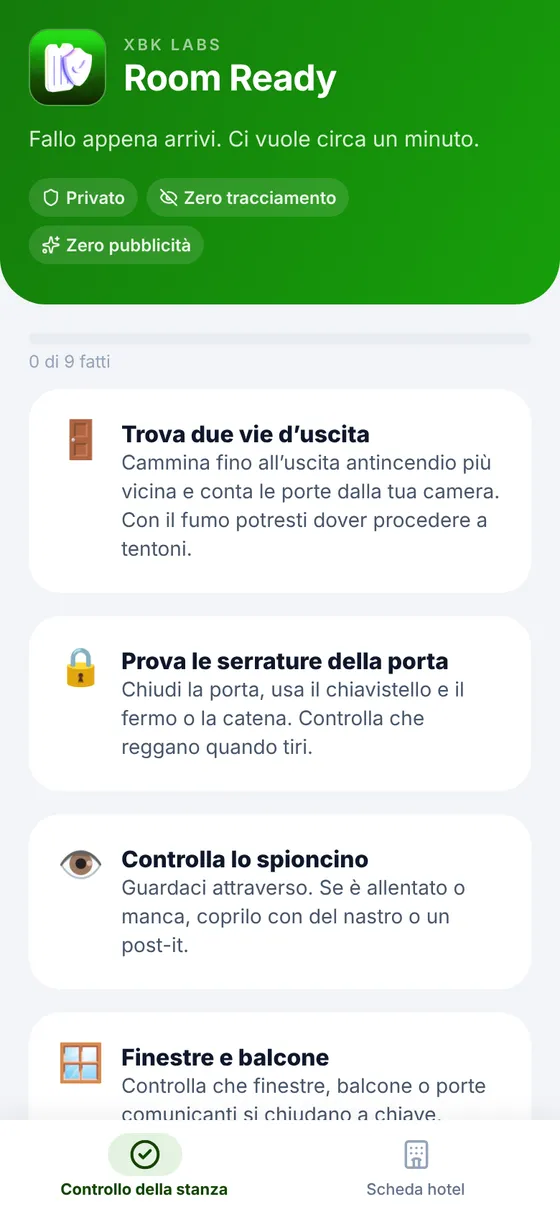 XBK LABS
Room Ready
Fallo appena arrivi. Ci vuole circa un minuto.
Privato
Zero tracciamento
Zero pubblicità
0 di 9 fatti
Trova due vie d’uscita
Cammina fino all’uscita antincendio più
vicina e conta le porte dalla tua camera.
Con il fumo potresti dover procedere a
tentoni.
Prova le serrature della porta
Chiudi la porta, usa il chiavistello e il
fermo o la catena. Controlla che
reggano quando tiri.
Controlla lo spioncino
Guardaci attraverso. Se è allentato o
manca, coprilo con del nastro o un
post-it.
Finestre e balcone
Controlla che finestre, balcone o porte
comunicanti si chiudano a chiave.
Controllo della stanza
Scheda hotel